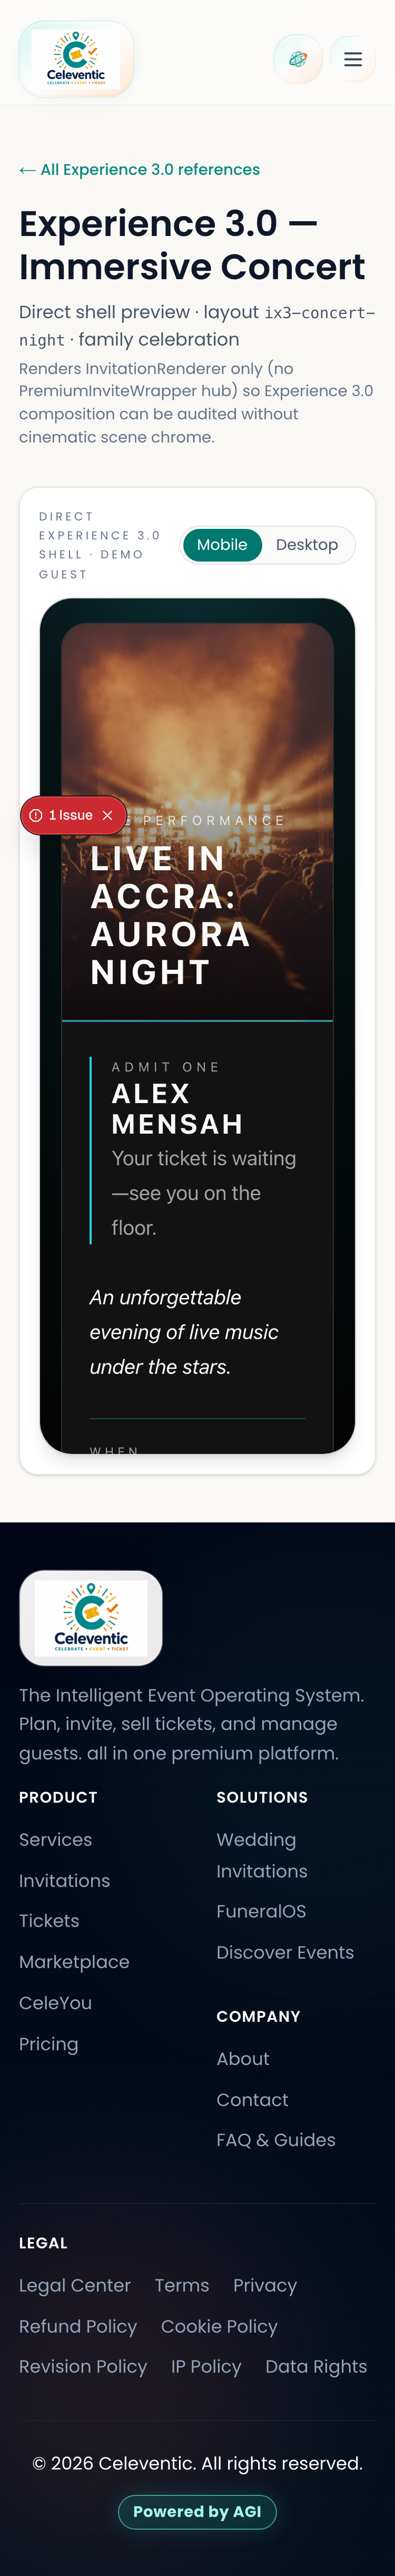 Celeventic
CELEBRATE • EVENT • TICKET
← All Experience 3.0 references
Experience 3.0 —
Immersive Concert
Direct shell preview · layout ix3-concert-
night · family celebration
Renders InvitationRenderer only (no
PremiumInviteWrapper hub) so Experience 3.0
composition can be audited without
cinematic scene chrome.
DIRECT
EXPERIENCE 3.0
SHELL · DEMO
GUEST
Mobile
Desktop
1 Issue
PERFORMANCE
LIVE IN
ACCRA:
AURORA
NIGHT
ADMIT ONE
ALEX
MENSAH
Your ticket is waiting
—see you on the
floor.
An unforgettable
evening of live music
under the stars.
WHEN
Celeventic
CELEBRATE • EVENT • TICKET
The Intelligent Event Operating System.
Plan, invite, sell tickets, and manage
guests. all in one premium platform.
PRODUCT
Services
Invitations
Tickets
Marketplace
CeleYou
Pricing
SOLUTIONS
Wedding
Invitations
FuneralOS
Discover Events
COMPANY
About
Contact
FAQ & Guides
LEGAL
Legal Center Terms Privacy
Refund Policy Cookie Policy
Revision Policy IP Policy Data Rights
© 2026 Celeventic. All rights reserved.
Powered by AGI